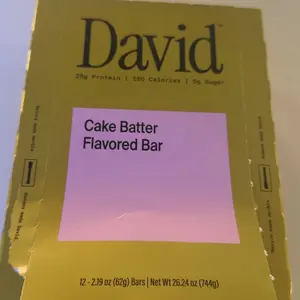 David™
28g Protein | 150 Calories | 0g Sugar
Cake Batter
Flavored Bar
12 - 2.19 oz (62g) Bars | Net Wt 26.24 oz (744g)